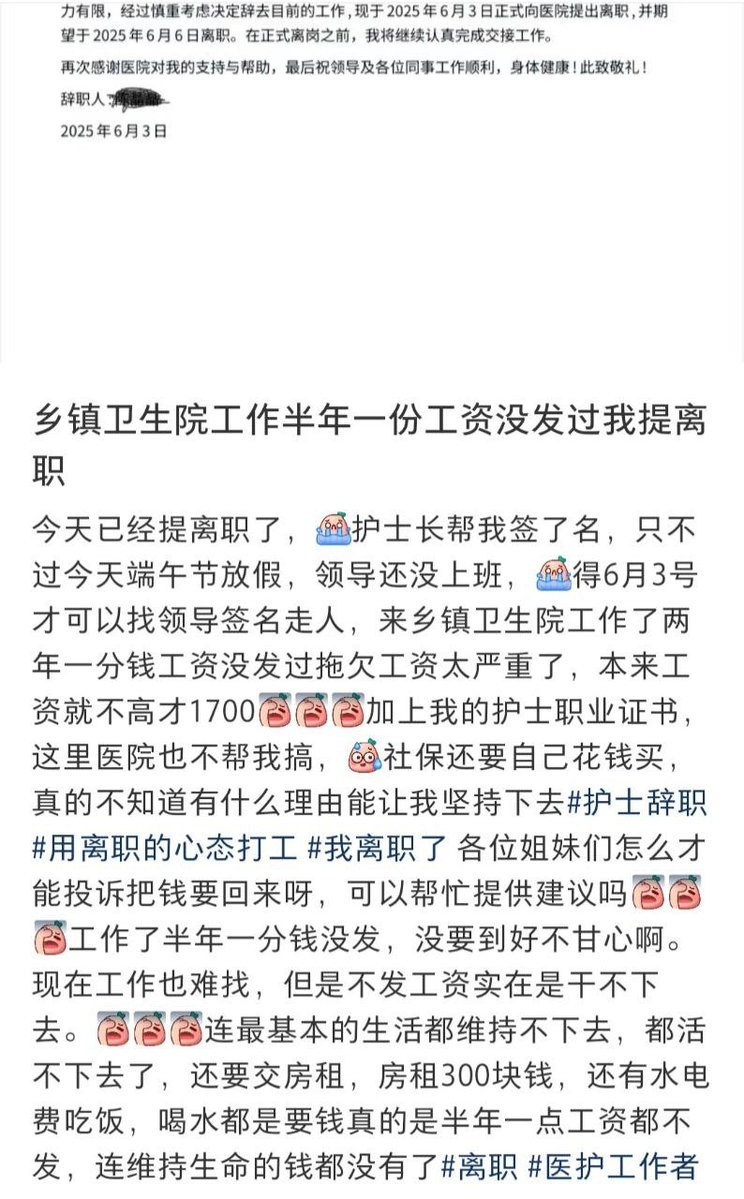 力有限，经过慎重考虑决定辞去目前的工作,现于2025年6月3日正式向医院提出离职,并期
望于2025年6月6日离职。在正式离岗之前，我将继续认真完成交接工作。
再次感谢医院对我的支持与帮助，最后祝领导及各位同事工作顺利，身体健康!此致敬礼!
辞职人:
2025年6月3日
乡镇卫生院工作半年一份工资没发过我提离
职
今天已经提离职了，护士长帮我签了名，只不
过今天端午节放假，领导还没上班，得6月3号
才可以找领导签名走人，来乡镇卫生院工作了两
年一分钱工资没发过拖欠工资太严重了，本来工
资就不高才1700加上我的护士职业证书，
这里医院也不帮我搞，社保还要自己花钱买，
真的不知道有什么理由能让我坚持下去#护士辞职
#用离职的心态打工 #我离职了 各位姐妹们怎么才
能投诉把钱要回来呀，可以帮忙提供建议吗
工作了半年一分钱没发，没要到好不甘心啊。
现在工作也难找，但是不发工资实在是干不下
去。连最基本的生活都维持不下去，都活
不下去了，还要交房租，房租300块钱，还有水电
费吃饭，喝水都是要钱真的是半年一点工资都不
发，连维持生命的钱都没有了#离职 #医护工作者